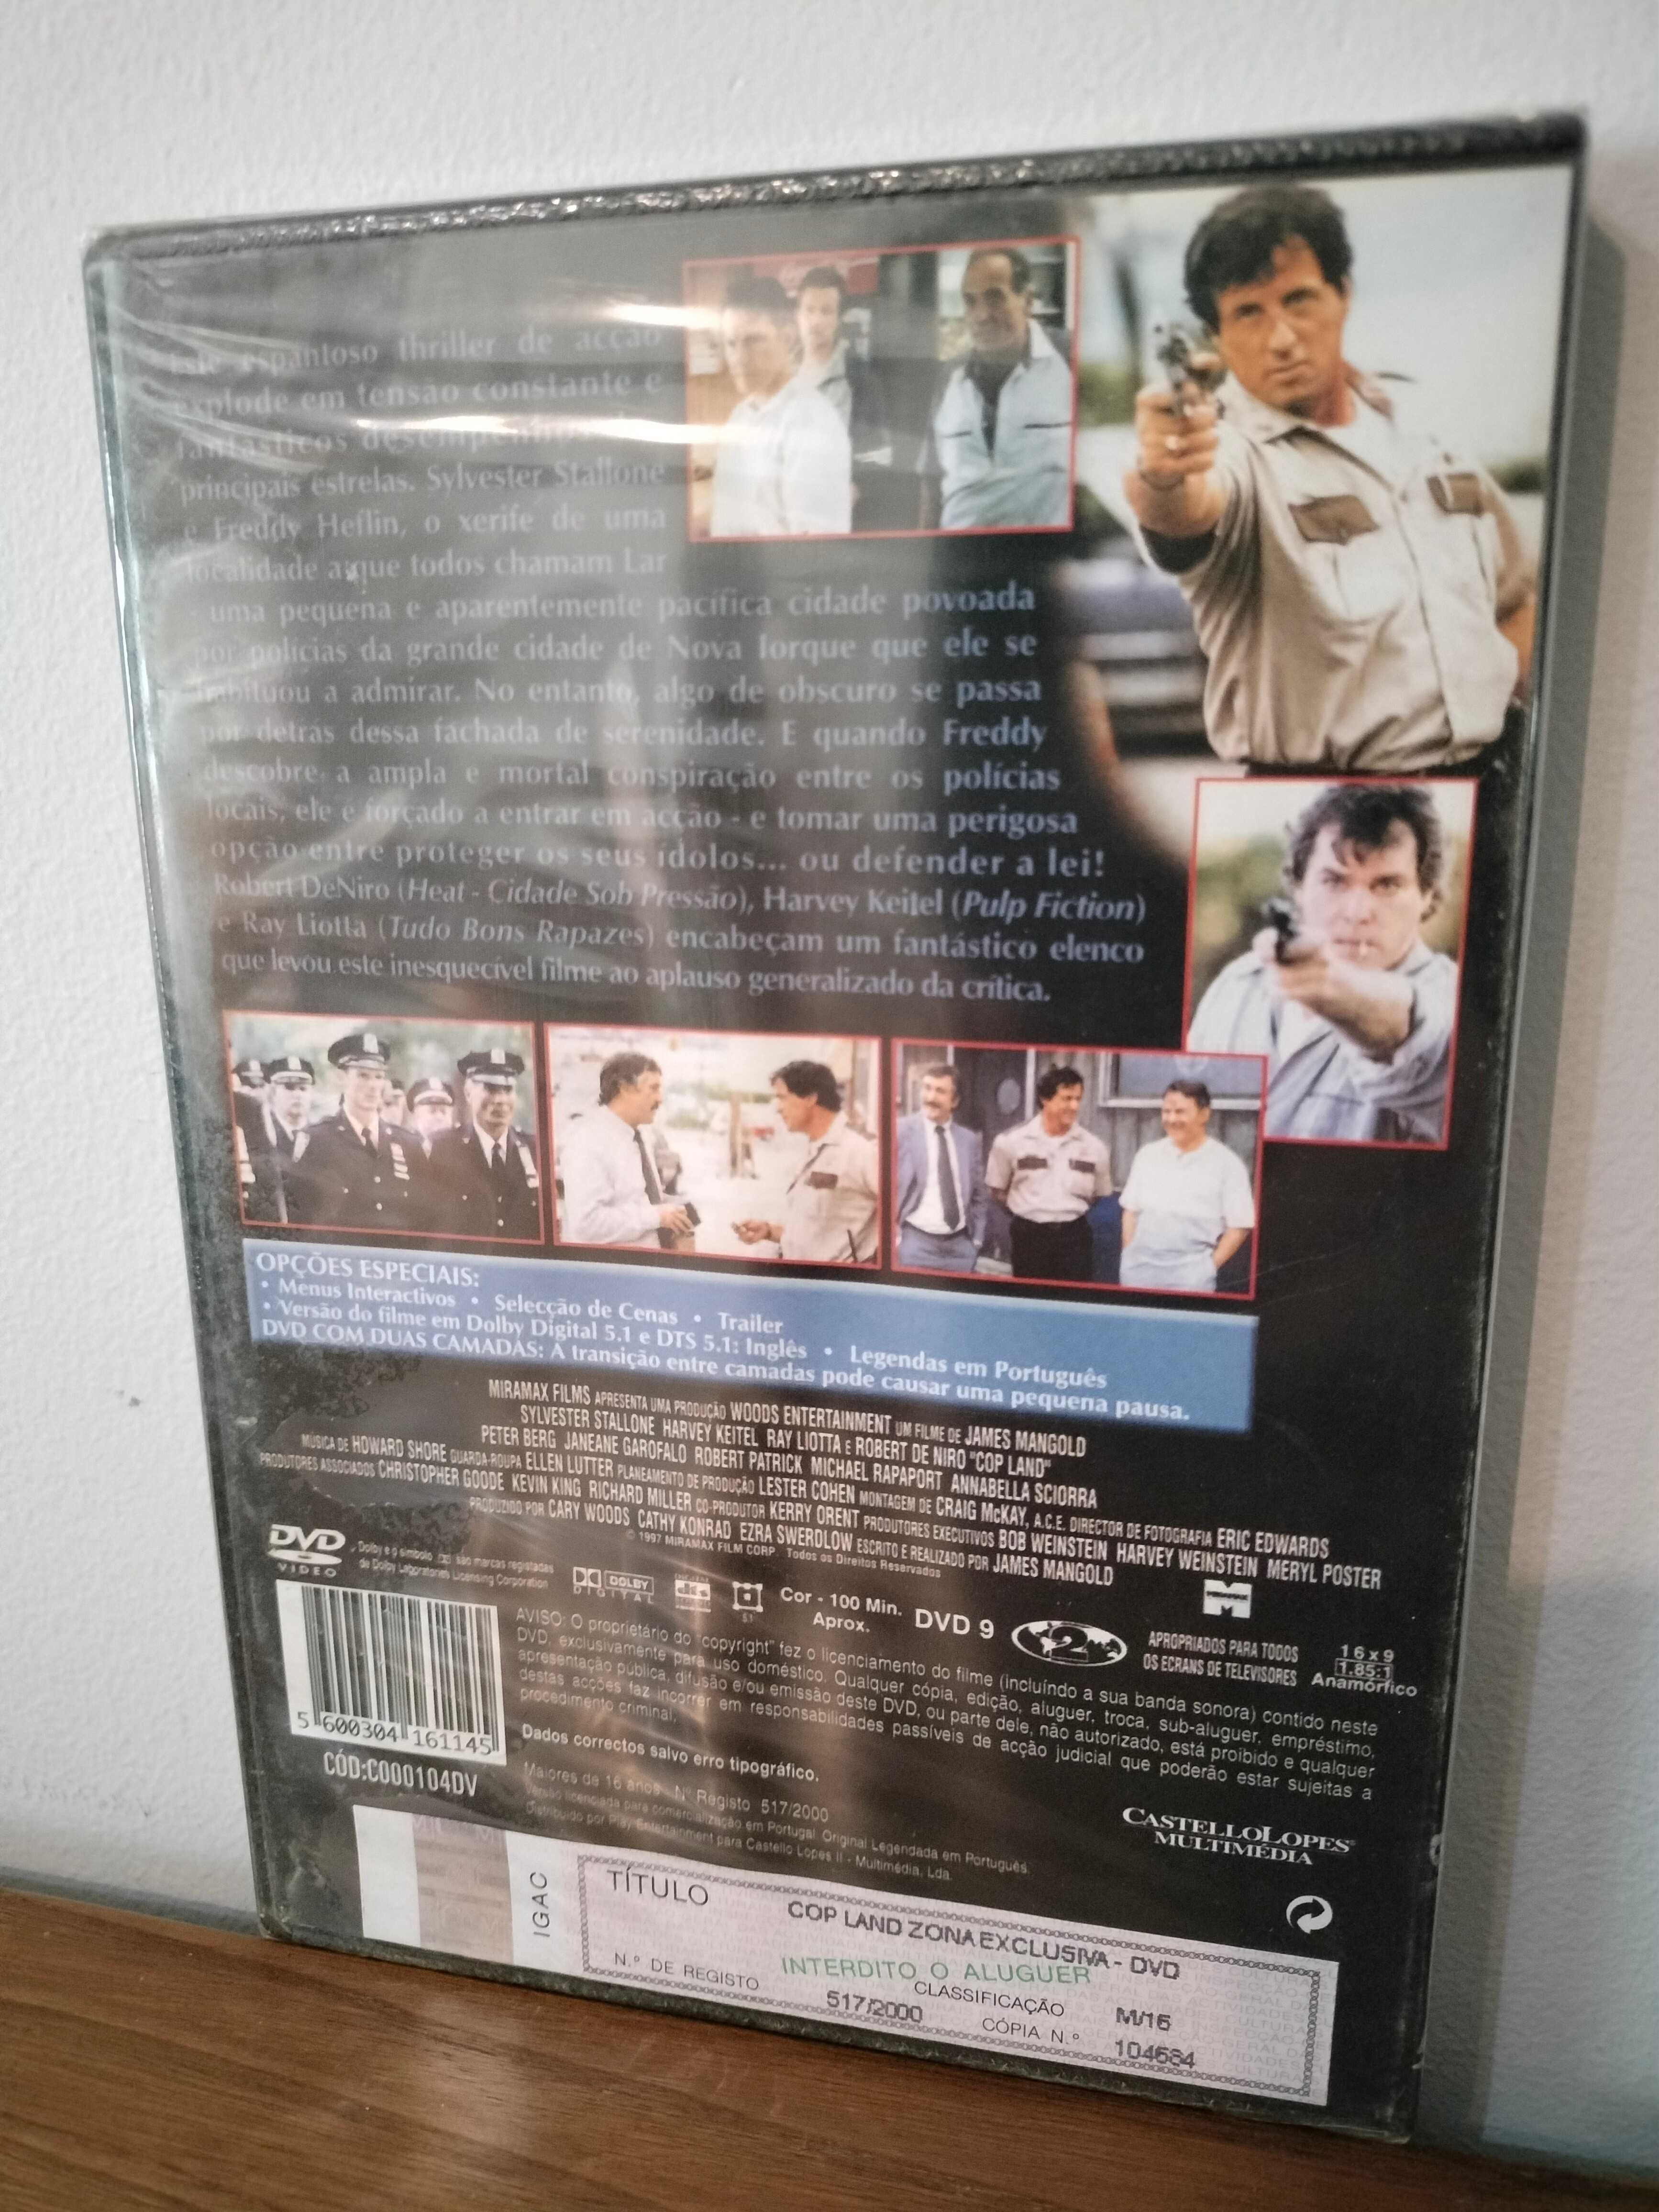 Este espantoso thriller de acção
explode em tensão constante e
fantásticos
principais estrelas. Sylvester Stallone
é Freddy Heflin, o xerife de uma
localidade a que todos chamam Lar
- uma pequena e aparentemente pacífica cidade povoada
por polícias da grande cidade de Nova Iorque que ele se
habituou a admirar. No entanto, algo de obscuro se passa
por detrás dessa fachada de serenidade. E quando Freddy
descobre a ampla e mortal conspiração entre os polícias
locais, ele é forçado a entrar em acção - e tomar uma perigosa
opção entre proteger os seus ídolos... ou defender a lei!
Robert DeNiro (Heat - Cidade Sob Pressão), Harvey Keitel (Pulp Fiction)
e Ray Liotta (Tudo Bons Rapazes) encabeçam um fantástico elenco
que levou este inesquecível filme ao aplauso generalizado da crítica.
OPÇÕES ESPECIAIS:
• Menus Interactivos • Selecção de Cenas • Trailer
• Versão do filme em Dolby Digital 5.1 e DTS 5.1: Inglês • Legendas em Português
DVD COM DUAS CAMADAS: A transição entre camadas pode causar uma pequena pausa.
MIRAMAX FILMS APRESENTA UMA PRODUÇÃO WOODS ENTERTAINMENT UM FILME DE JAMES MANGOLD
SYLVESTER STALLONE HARVEY KEITEL RAY LIOTTA E ROBERT DE NIRO "COP LAND"
PETER BERG JANEANE GAROFALO ROBERT PATRICK MICHAEL RAPAPORT ANNABELLA SCIORRA
MÚSICA DE HOWARD SHORE GUARDA-ROUPA ELLEN LUTTER PLANEAMENTO DE PRODUÇÃO LESTER COHEN MONTAGEM DE CRAIG McKAY, A.C.E. DIRECTOR DE FOTOGRAFIA ERIC EDWARDS
PRODUTORES ASSOCIADOS CHRISTOPHER GOODE KEVIN KING RICHARD MILLER CO-PRODUTOR KERRY ORENT PRODUTORES EXECUTIVOS BOB WEINSTEIN HARVEY WEINSTEIN MERYL POSTER
PRODUZIDO POR CARY WOODS CATHY KONRAD EZRA SWERDLOW ESCRITO E REALIZADO POR JAMES MANGOLD
© 1997 MIRAMAX FILM CORP. Todos os Direitos Reservados
DVD
VIDEO
Dolby e o símbolo são marcas registadas
de Dolby Laboratories Licensing Corporation
DOLBY
DIGITAL
dts
5.1
Cor - 100 Min.
Aprox.
DVD 9
2
MIRAMAX
APROPRIADOS PARA TODOS
OS ECRANS DE TELEVISORES
16 x 9
1.85:1
Anamórfico
AVISO: O proprietário do "copyright" fez o licenciamento do filme (incluíndo a sua banda sonora) contido neste
DVD, exclusivamente para uso doméstico. Qualquer cópia, edição, aluguer, troca, sub-aluguer, empréstimo,
apresentação pública, difusão e/ou emissão deste DVD, ou parte dele, não autorizado, está proibido e qualquer
destas acções faz incorrer em responsabilidades passíveis de acção judicial que poderão estar sujeitas a
procedimento criminal.
Dados correctos salvo erro tipográfico.
Maiores de 16 anos - Nº Registo 517/2000
Versão licenciada para comercialização em Portugal. Original Legendada em Português.
Distribuído por Play Entertainment para Castello Lopes II - Multimédia, Lda.
5 600304 161145
CÓD:C000104DV
CASTELLOLOPES
MULTIMÉDIA
IGAC
TÍTULO
COP LAND ZONA EXCLUSIVA - DVD
INTERDITO O ALUGUER
N.º DE REGISTO
517/2000
CLASSIFICAÇÃO
M/16
CÓPIA N.º
104684